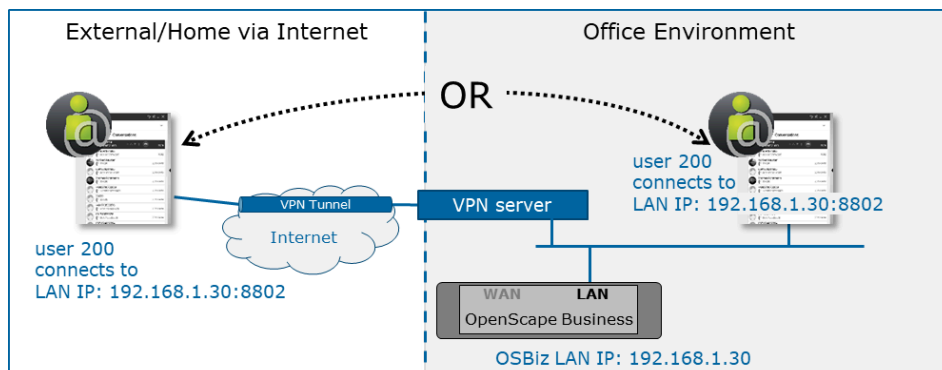 External/Home via Internet
Office Environment
OR
@
Conversations
@
user 200
connects to
LAN IP: 192.168.1.30:8802
VPN Tunnel
Internet
VPN server
user 200
connects to
LAN IP: 192.168.1.30:8802
WAN LAN
OpenScape Business
OSBiz LAN IP: 192.168.1.30